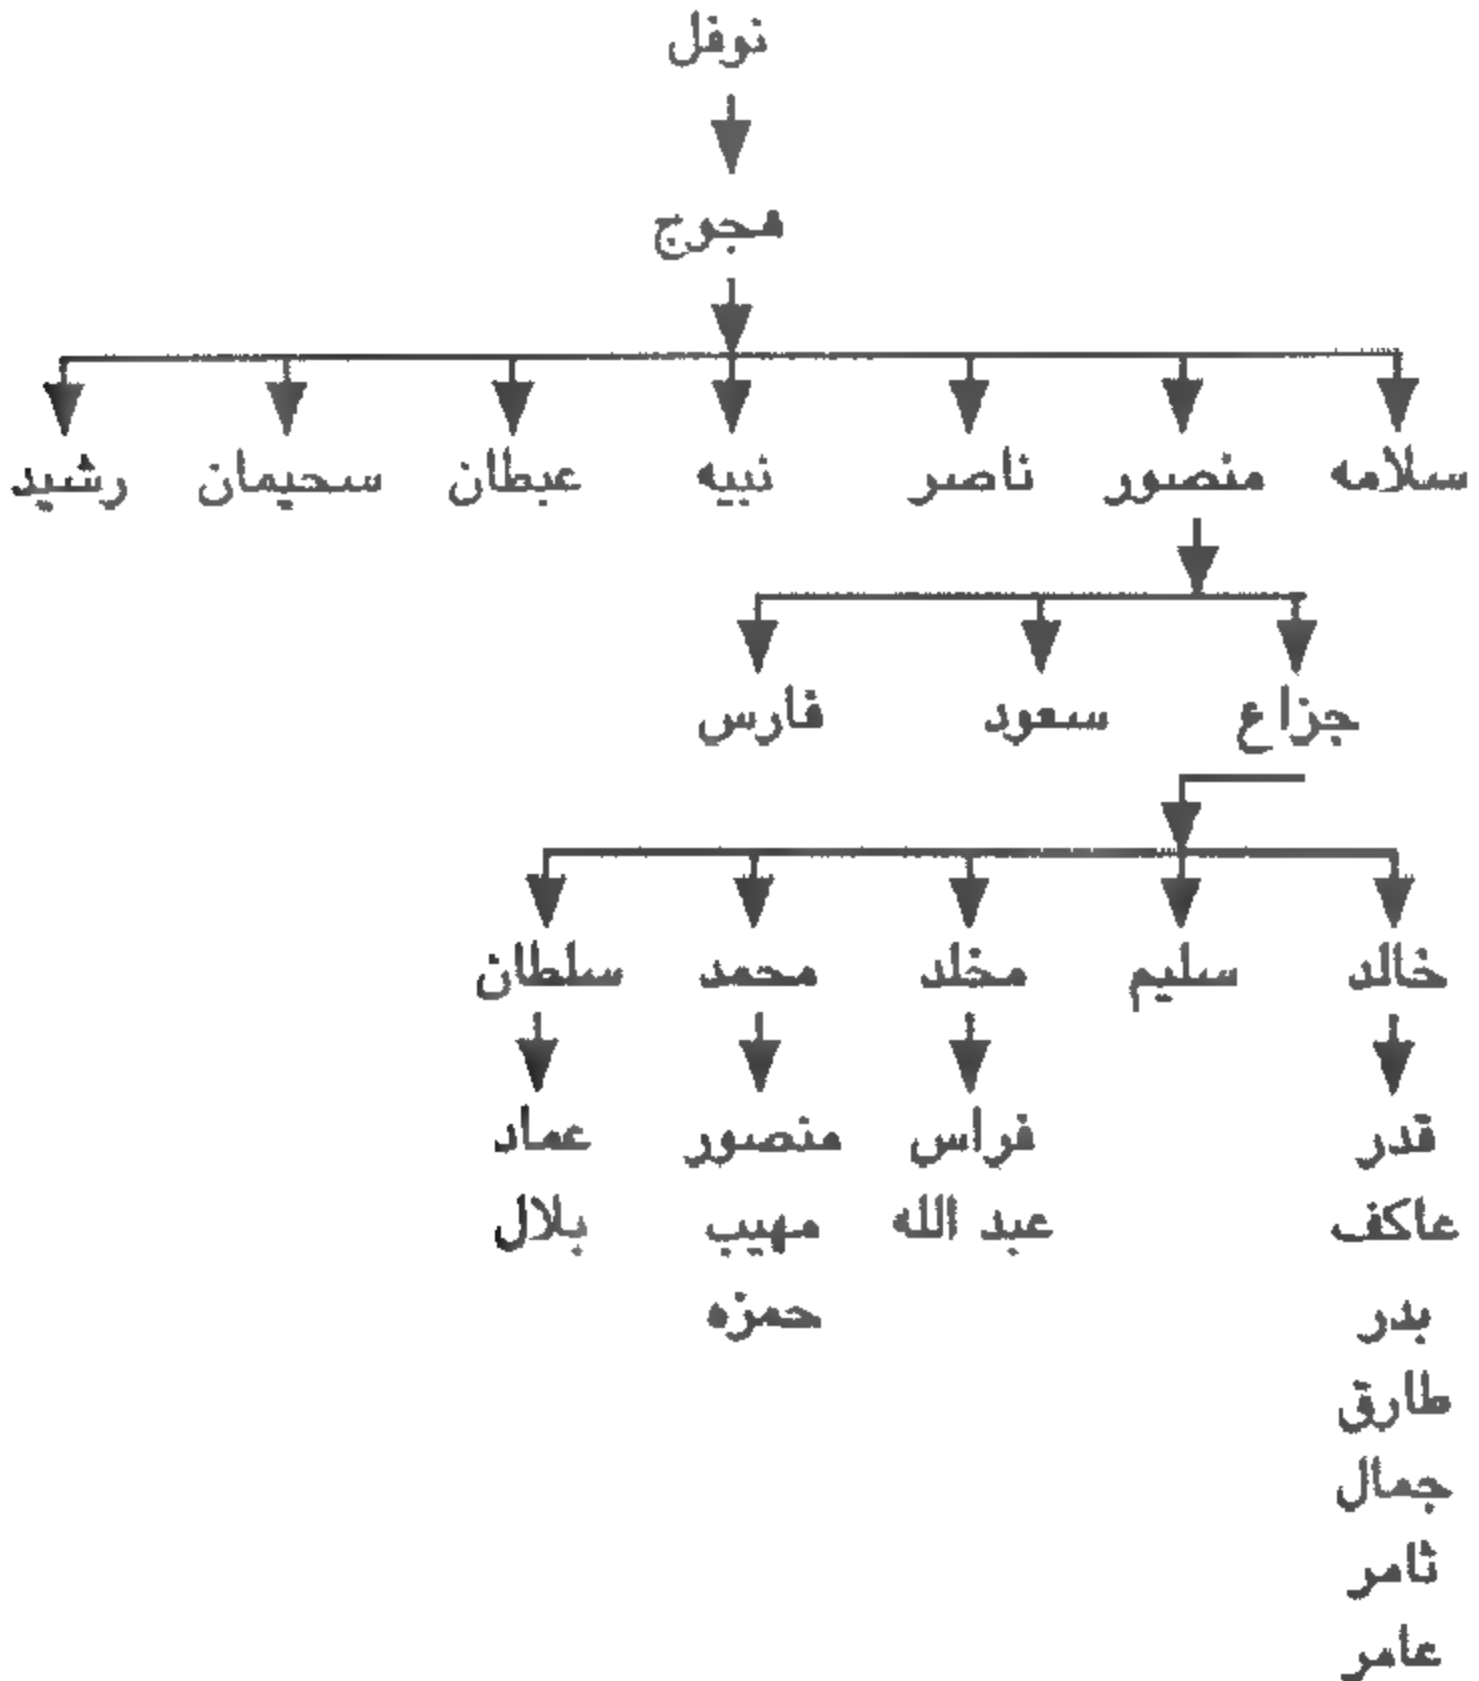 نوفل
فجوج
سلامه منصور ناصر نبيه عبطان سحيمان رشيد
جزاع سعود فارس
خالد سليم مخلد محمد سلطان
قدر فراس منصور عماد
عاكف عبد الله مهيب بلال
بدر حمزه
طارق
جمال
ثامر
عامر